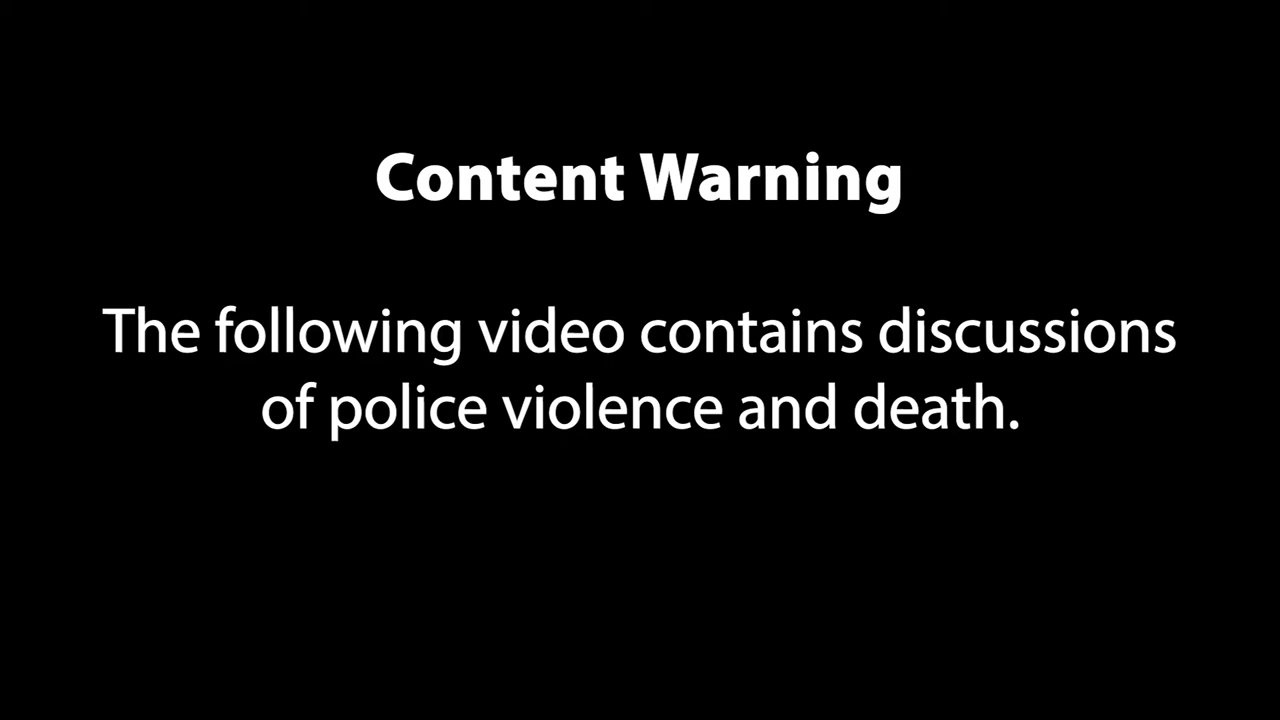 Content Warning
The following video contains discussions
of police violence and death.